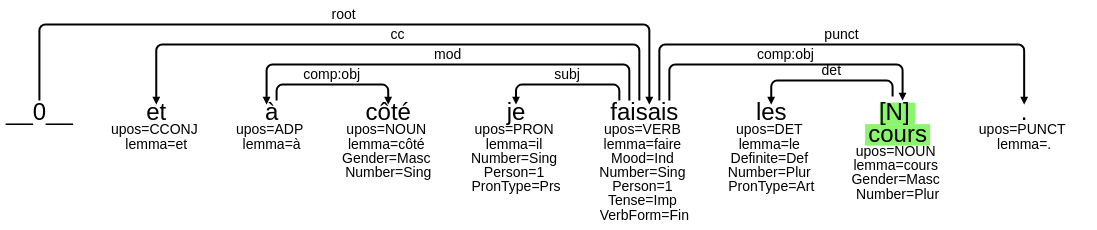 root
cc
punct
mod
comp:obj
comp:obj
subj
det
__0__ et à côté je faisais les [N] .
cours
upos=CCONJ upos=ADP upos=NOUN upos=PRON upos=VERB upos=DET upos=PUNCT
lemma=et lemma=à lemma=côté lemma=il lemma=faire lemma=le lemma=.
upos=NOUN
Gender=Masc Number=Sing Mood=Ind Definite=Def
lemma=cours
Number=Sing Person=1 Number=Sing Number=Plur
Gender=Masc
PronType=Prs Person=1 PronType=Art
Number=Plur
Tense=Imp
VerbForm=Fin